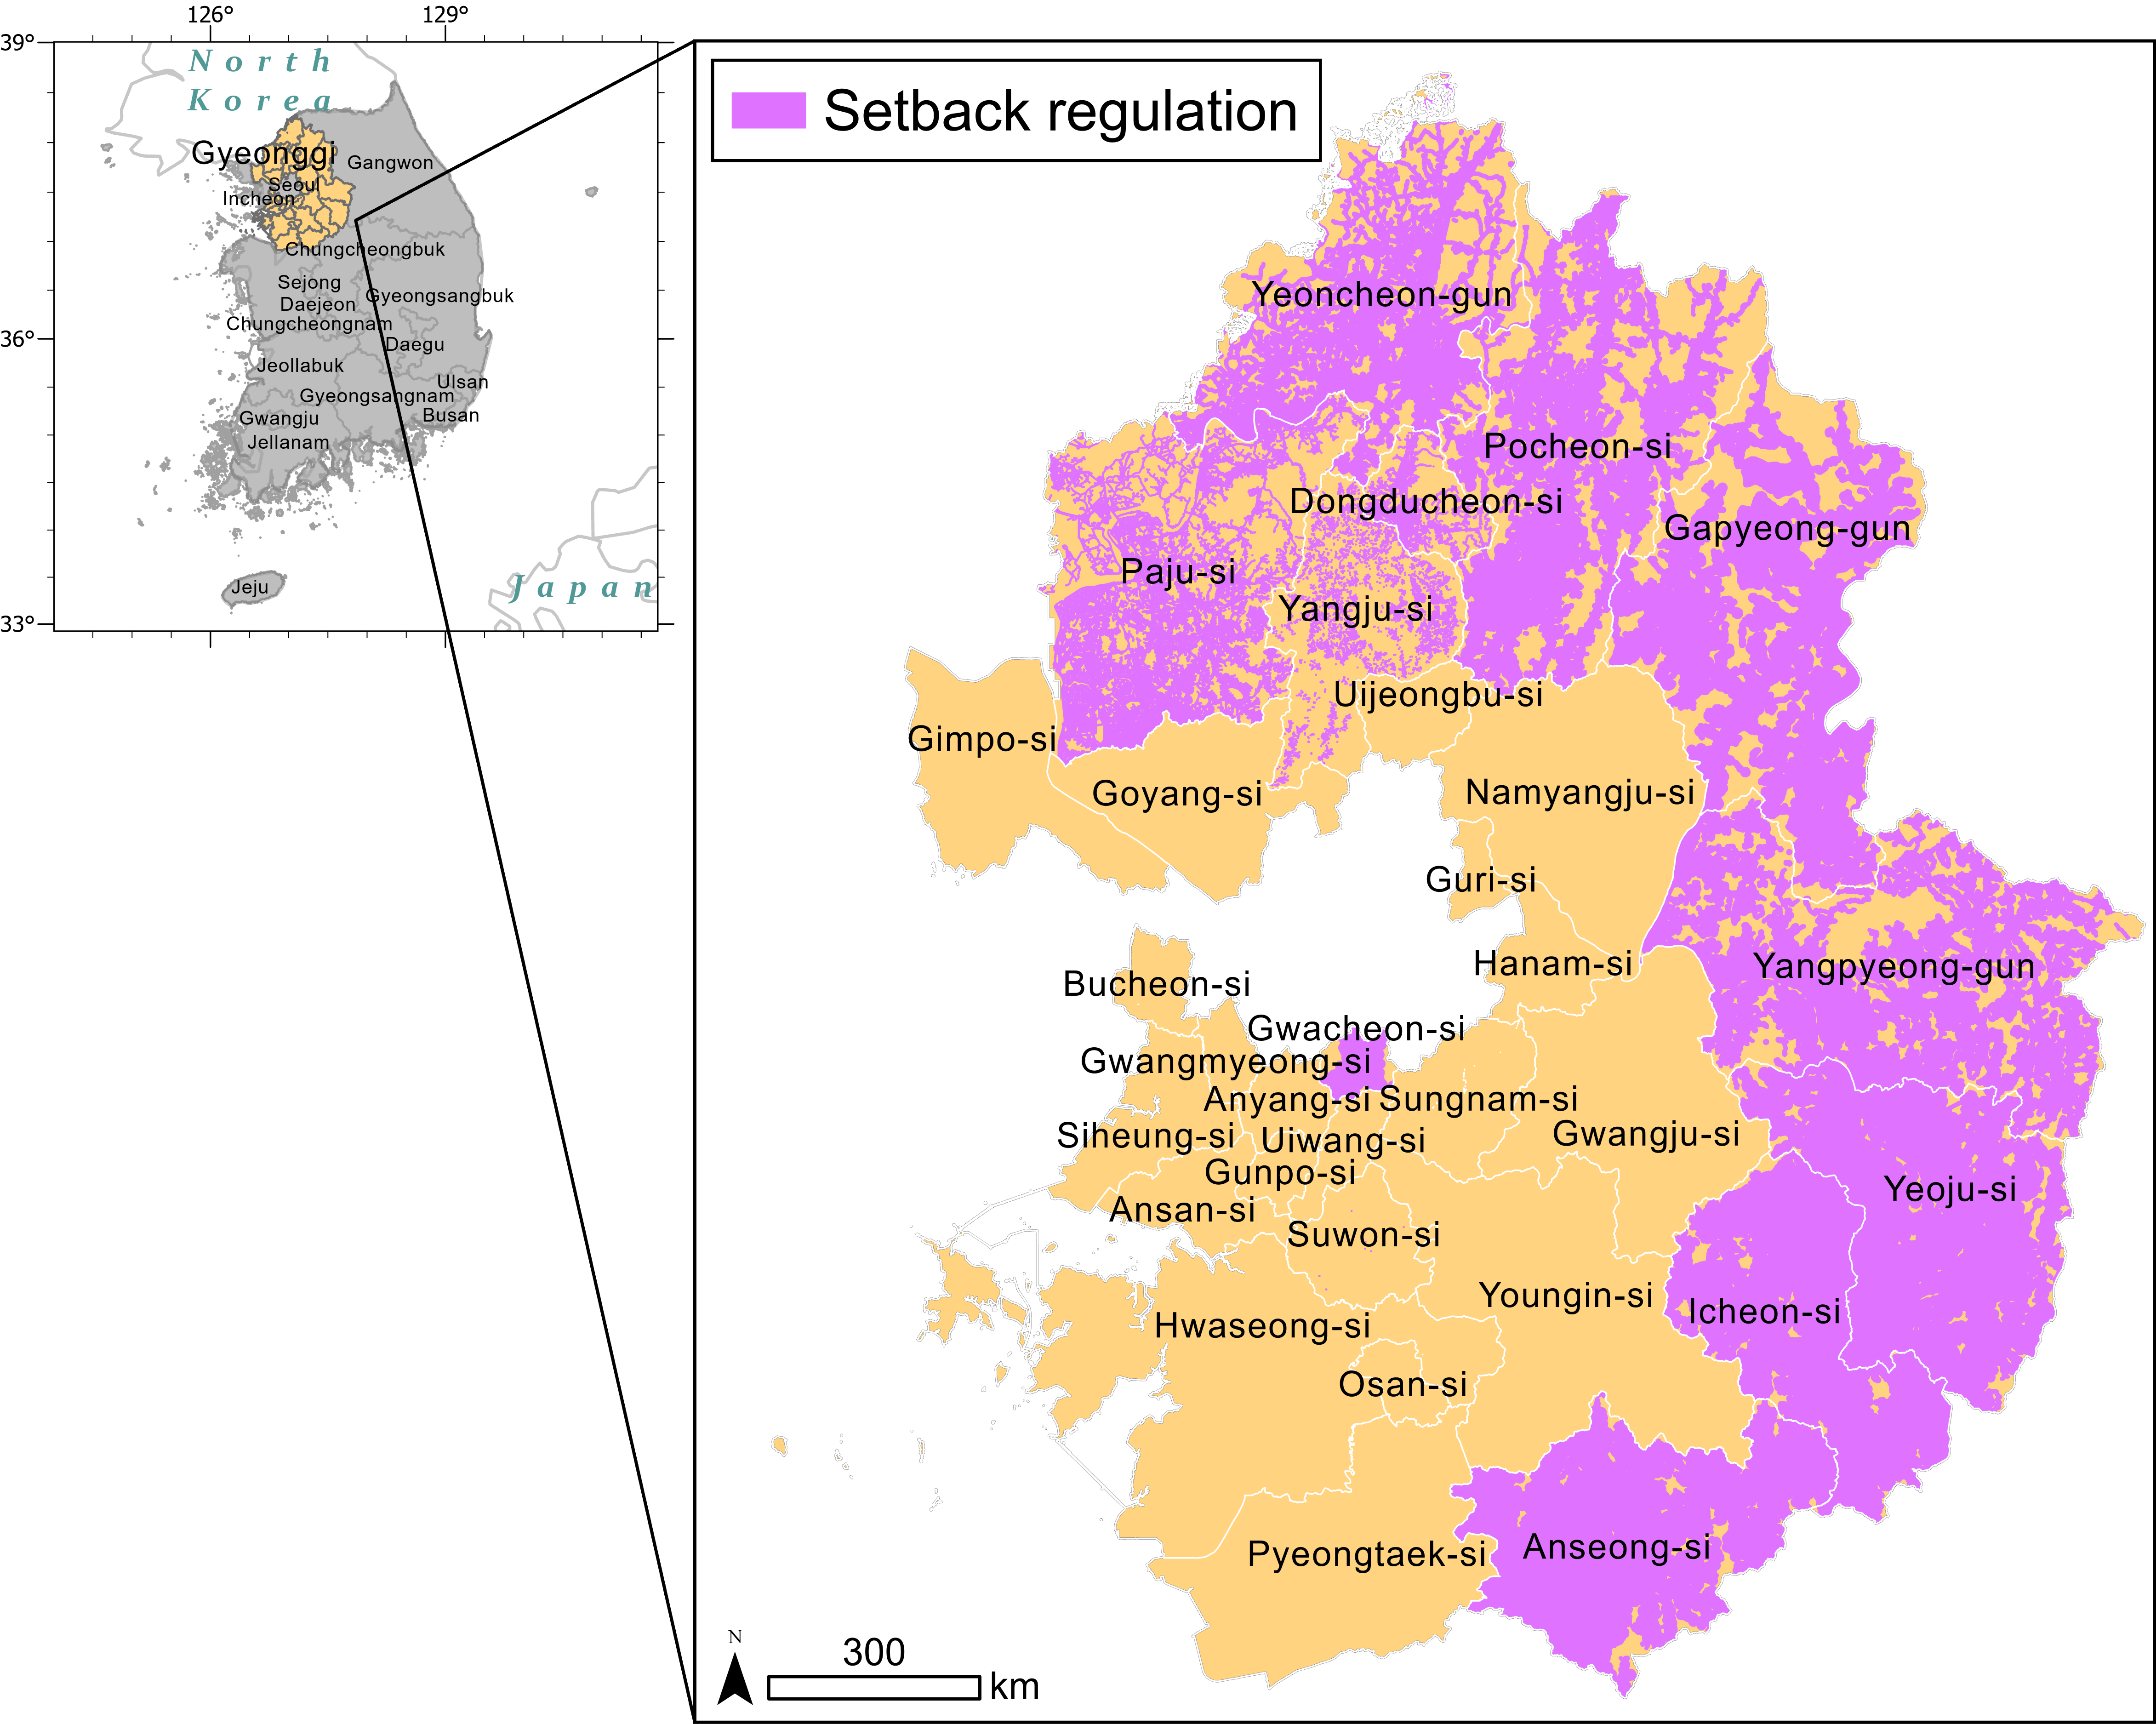 126°
129°
39°
36°
33°
North
Korea
Gyeonggi
Gangwon
Seoul
Incheon
Chungcheongbuk
Sejong
Daejeon
Gyeongsangbuk
Chungcheongnam
Daegu
Jeollabuk
Ulsan
Gyeongsangnam
Busan
Gwangju
Jellanam
Jeju
Japan
Setback regulation
Yeoncheon-gun
Pocheon-si
Dongducheon-si
Gapyeong-gun
Paju-si
Yangju-si
Uijeongbu-si
Gimpo-si
Goyang-si
Namyangju-si
Guri-si
Hanam-si
Yangpyeong-gun
Bucheon-si
Gwacheon-si
Gwangmyeong-si
Anyang-si
Sungnam-si
Siheung-si
Uiwang-si
Gwangju-si
Gunpo-si
Yeoju-si
Ansan-si
Suwon-si
Youngin-si
Icheon-si
Hwaseong-si
Osan-si
Pyeongtaek-si
Anseong-si
N
300
km